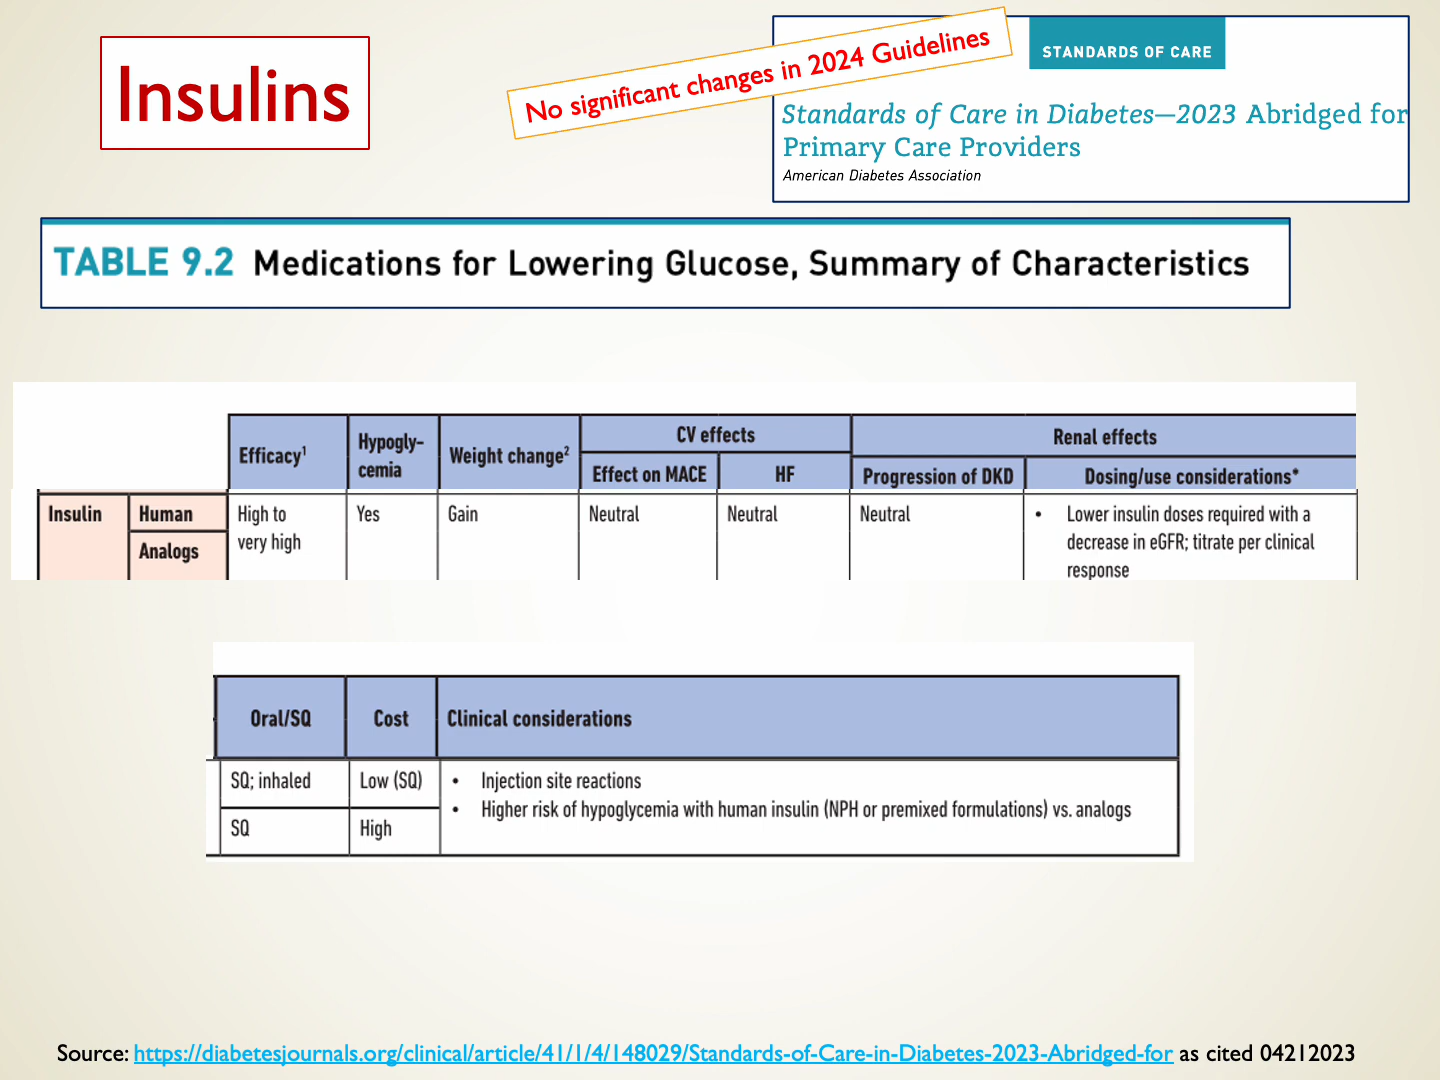 Insulins
No significant changes in 2024 Guidelines
STANDARDS OF CARE
Standards of Care in Diabetes—2023 Abridged for
Primary Care Providers
American Diabetes Association
TABLE 9.2 Medications for Lowering Glucose, Summary of Characteristics
Efficacy¹
Hypogly-
cemia
Weight change²
CV effects
Effect on MACE
HF
Renal effects
Progression of DKD
Dosing/use considerations*
Insulin
Human
Analogs
High to
very high
Yes
Gain
Neutral
Neutral
Neutral
• Lower insulin doses required with a
decrease in eGFR; titrate per clinical
response
Oral/SQ
Cost
Clinical considerations
SQ; inhaled
Low (SQ)
SQ
High
• Injection site reactions
• Higher risk of hypoglycemia with human insulin (NPH or premixed formulations) vs. analogs
Source: https://diabetesjournals.org/clinical/article/41/1/4/148029/Standards-of-Care-in-Diabetes-2023-Abridged-for as cited 04212023